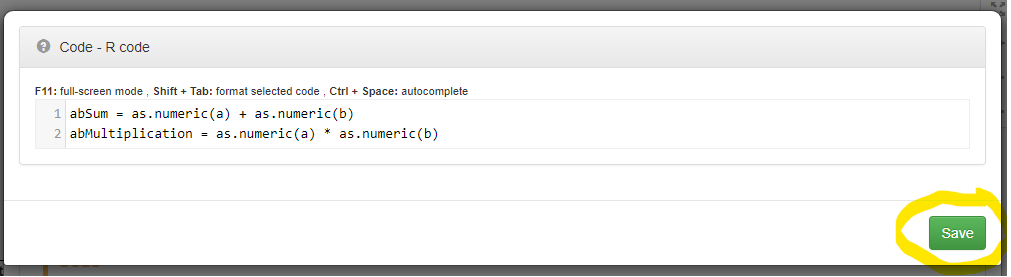 Code - R code
F11: full-screen mode , Shift + Tab: format selected code , Ctrl + Space: autocomplete
1 abSum = as.numeric(a) + as.numeric(b)
2 abMultiplication = as.numeric(a) * as.numeric(b)
Save